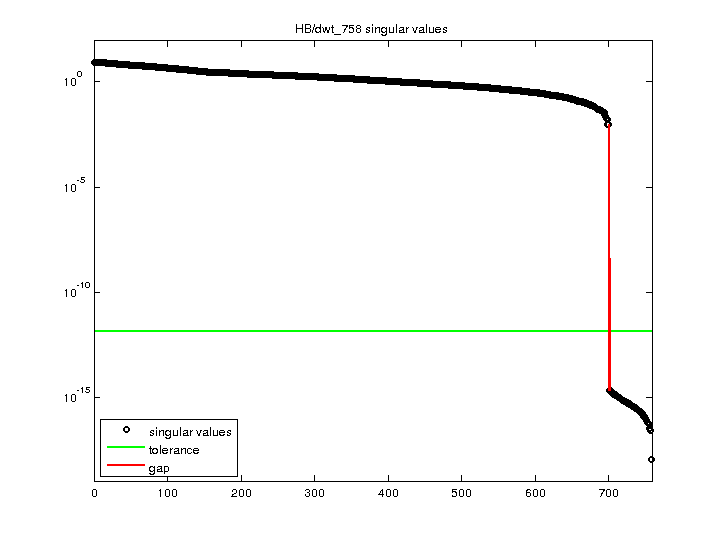 HB/dwt_758 singular values
10^0
10^-5
10^-10
10^-15
singular values
tolerance
gap
0 100 200 300 400 500 600 700